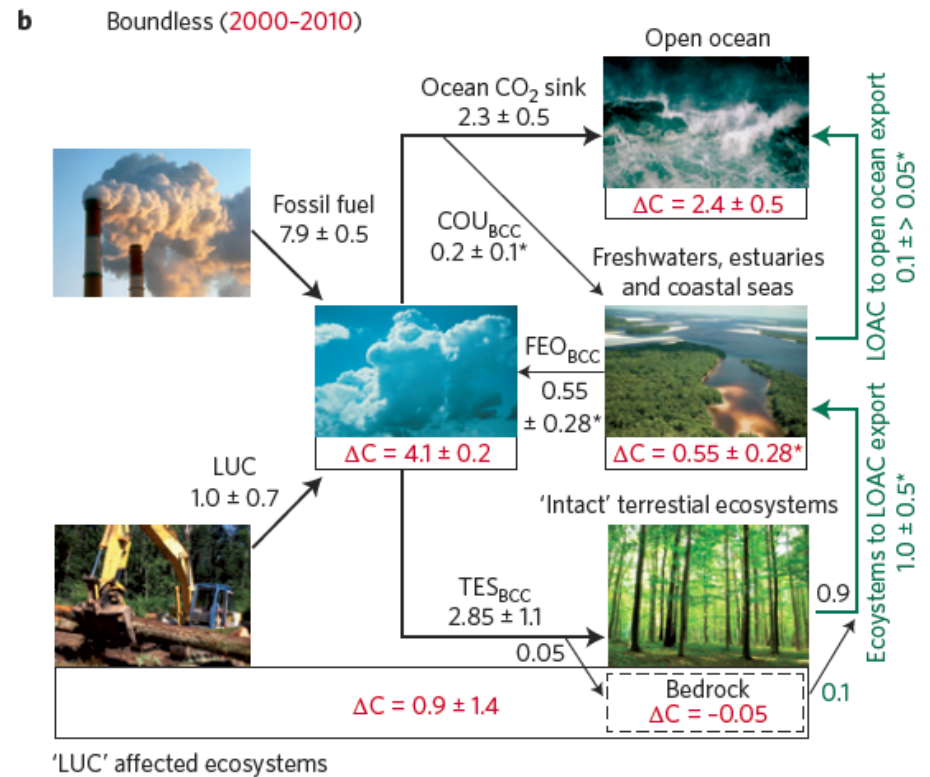 b Boundless (2000–2010)
Open ocean
Ocean CO₂ sink
2.3 ± 0.5
ΔC = 2.4 ± 0.5
LOAC to open ocean export
0.1 ± > 0.05*
Fossil fuel
7.9 ± 0.5
COU_BCC
0.2 ± 0.1*
Freshwaters, estuaries
and coastal seas
FEO_BCC
0.55
± 0.28*
ΔC = 4.1 ± 0.2
ΔC = 0.55 ± 0.28*
LUC
1.0 ± 0.7
'Intact' terrestial ecosystems
Ecoystems to LOAC export
1.0 ± 0.5*
TES_BCC
2.85 ± 1.1
0.05
0.9
0.1
Bedrock
ΔC = –0.05
ΔC = 0.9 ± 1.4
'LUC' affected ecosystems